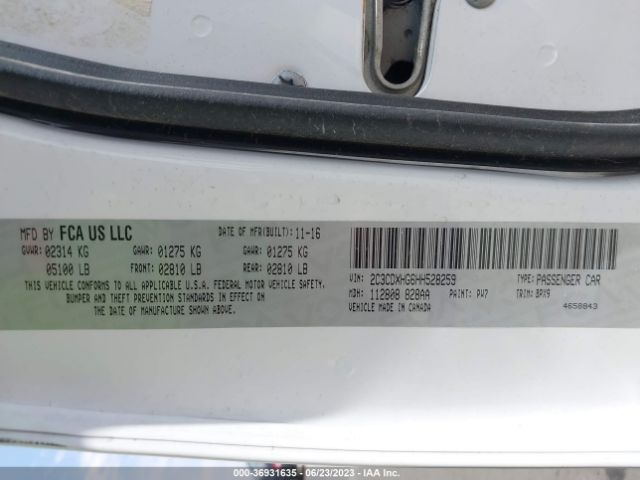 MFD BY FCA US LLC
DATE OF MFR(BUILT): 11-16
GVWR: 02314 KG GAWR: 01275 KG GAWR: 01275 KG
05100 LB FRONT: 02810 LB REAR: 02810 LB
THIS VEHICLE CONFORMS TO ALL APPLICABLE U.S.A. FEDERAL MOTOR VEHICLE SAFETY,
BUMPER AND THEFT PREVENTION STANDARDS IN EFFECT ON
THE DATE OF MANUFACTURE SHOWN ABOVE.
VIN: 2C3CDXHG6HH528259 TYPE: PASSENGER CAR
MDH: 112808 828AA PAINT: PW7 TRIM: BPX9
VEHICLE MADE IN CANADA 4658843
000-36931635 - 06/23/2023 - IAA Inc.